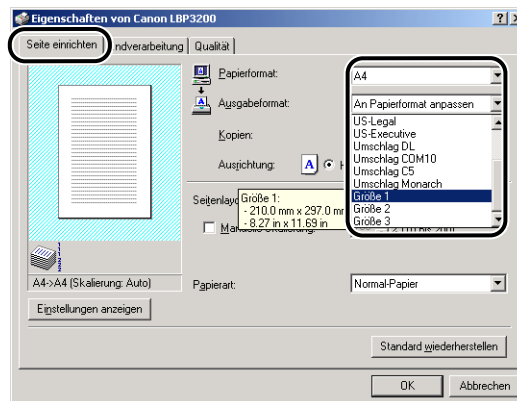 Eigenschaften von Canon LBP3200
Seite einrichten
ndverarbeitung
Qualität
Papierformat:
A4
Ausgabeformat:
An Papierformat anpassen
US-Legal
US-Executive
Umschlag DL
Umschlag COM10
Umschlag C5
Umschlag Monarch
Größe 1
Größe 2
Größe 3
Kopien:
Ausrichtung:
A
H
Seitenlayo
Größe 1:
- 210.0 mm x 297.0 mm
- 8.27 in x 11.69 in
Manuelle Skalierung:
A4->A4 (Skalierung: Auto)
Papierart:
Normal-Papier
Einstellungen anzeigen
Standard wiederherstellen
OK
Abbrechen